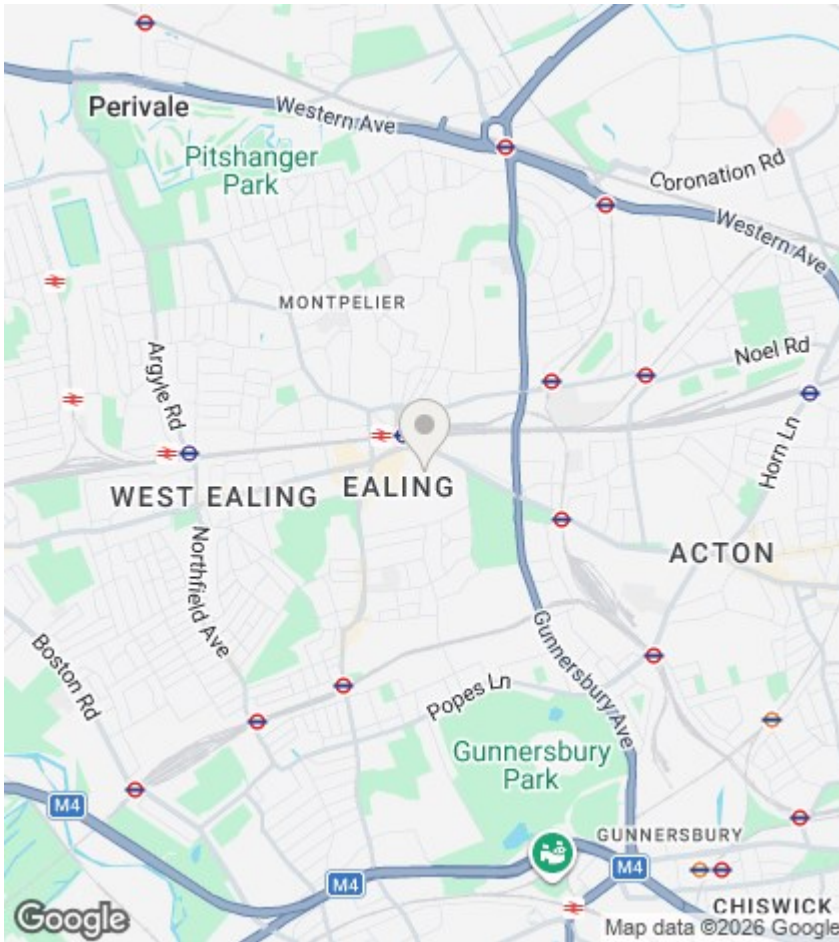 Perivale
Western Ave
Pitshanger
Park
Coronation Rd
Western Ave
MONTPELIER
Argyle Rd
Noel Rd
Horn Ln
WEST EALING
EALING
ACTON
Northfield Ave
Boston Rd
Gunnersbury Ave
Popes Ln
Gunnersbury
Park
M4
GUNNERSBURY
M4
M4
CHISWICK
Google
Map data ©2026 Google